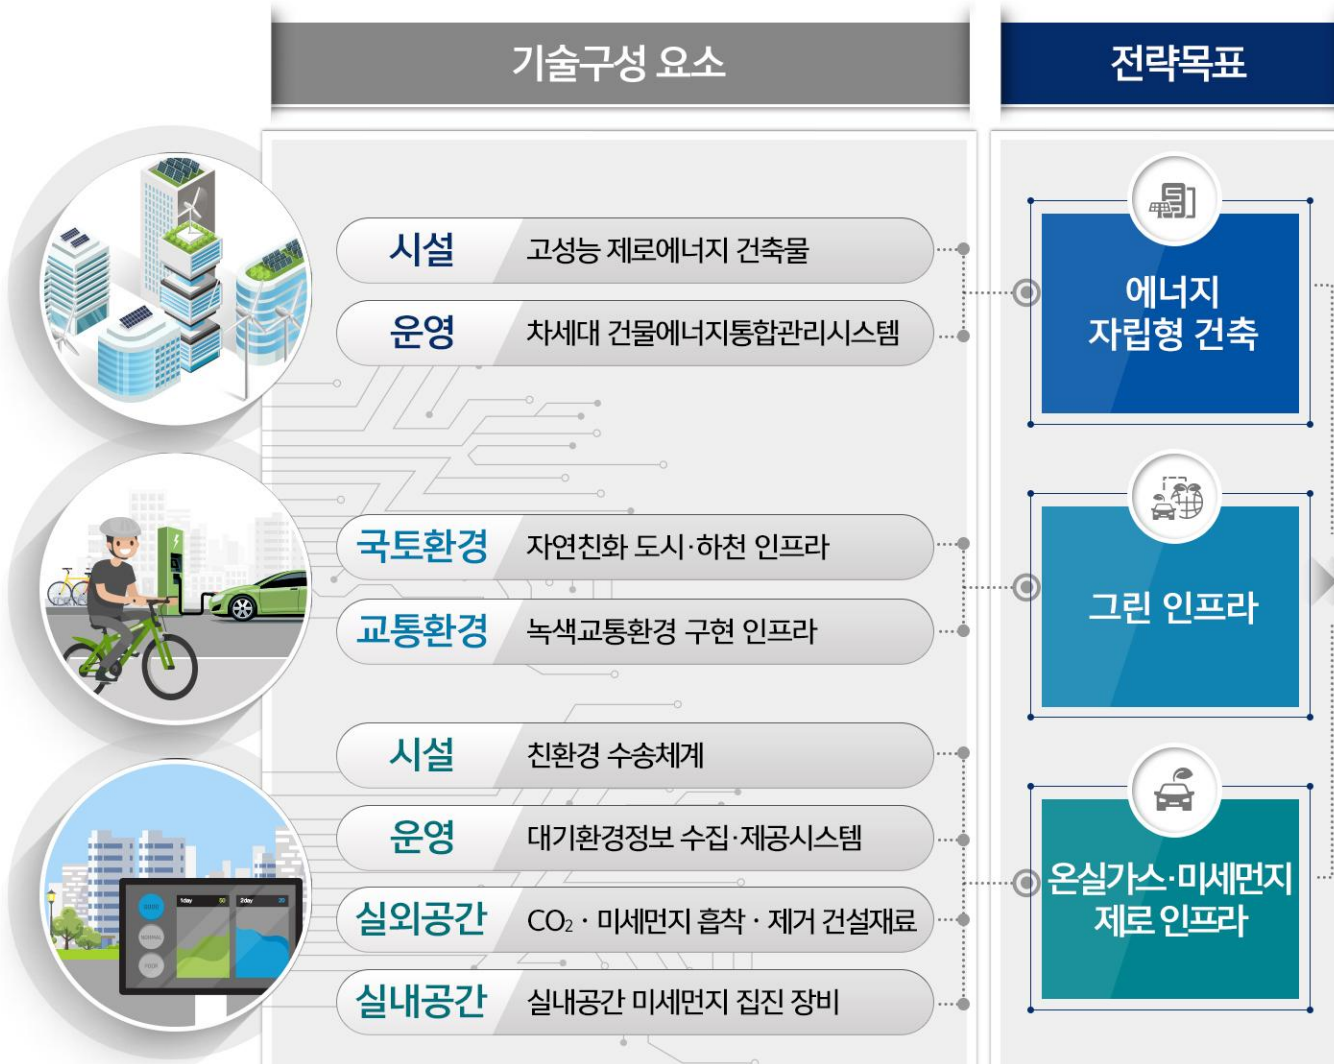 기술구성 요소
전략목표
시설 고성능 제로에너지 건축물
운영 차세대 건물에너지통합관리시스템
에너지
자립형 건축
국토환경 자연친화 도시·하천 인프라
교통환경 녹색교통환경 구현 인프라
그린 인프라
시설 친환경 수송체계
운영 대기환경정보 수집·제공시스템
실외공간 CO₂ · 미세먼지 흡착 · 제거 건설재료
실내공간 실내공간 미세먼지 집진 장비
온실가스·미세먼지
제로 인프라
1day 50 2day
NORMAL
POOR